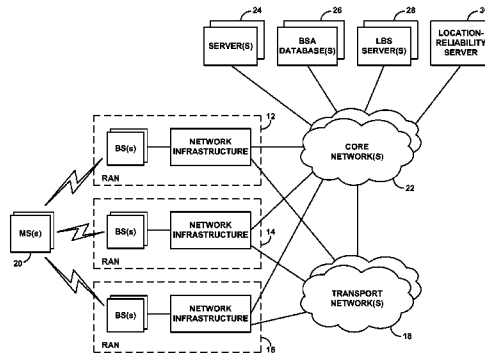 24
26
28
SERVER(S)
BSA
DATABASE(S)
LBS
SERVER(S)
LOCATION-
RELIABILITY
SERVER
12
BS(s)
NETWORK
INFRASTRUCTURE
RAN
CORE
NETWORK(S)
22
MS(s)
20
BS(s)
NETWORK
INFRASTRUCTURE
RAN
14
BS(s)
NETWORK
INFRASTRUCTURE
RAN
16
TRANSPORT
NETWORK(S)
18